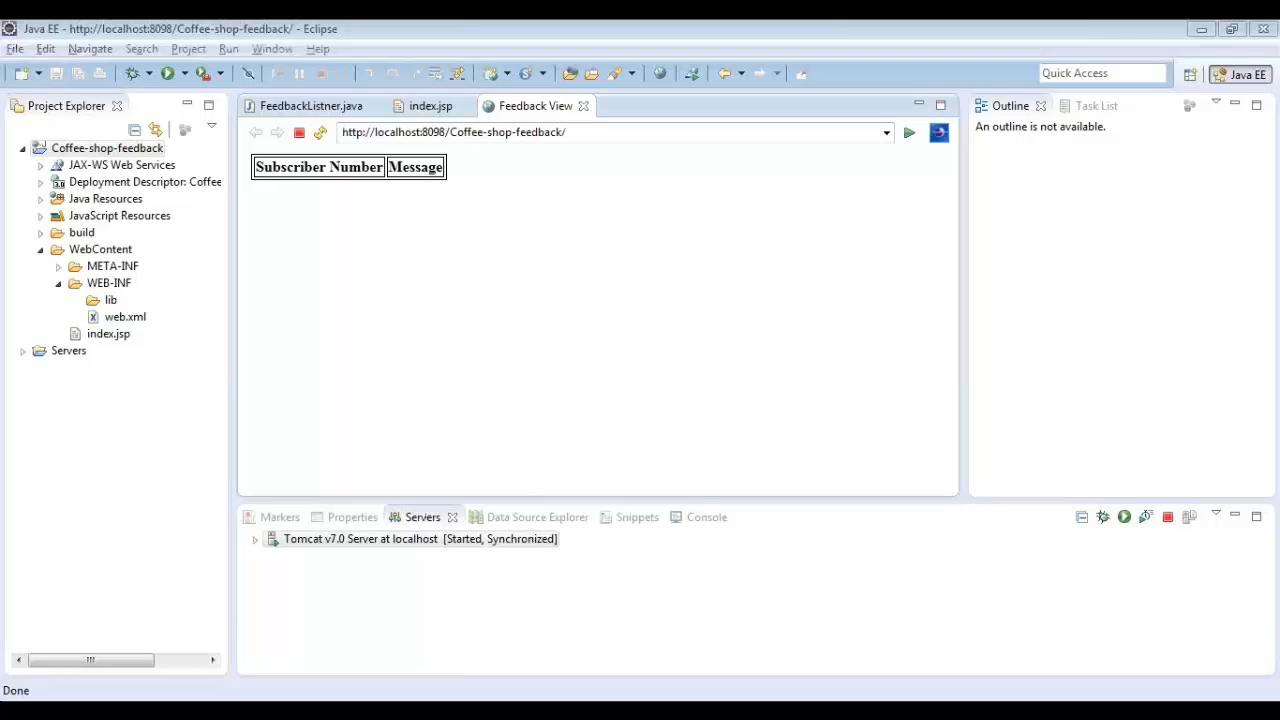 Java EE - http://localhost:8098/Coffee-shop-feedback/ - Eclipse
File Edit Navigate Search Project Run Window Help
Quick Access
Java EE
Project Explorer
Coffee-shop-feedback
JAX-WS Web Services
Deployment Descriptor: Coffee
Java Resources
JavaScript Resources
build
WebContent
META-INF
WEB-INF
lib
web.xml
index.jsp
Servers
FeedbackListner.java index.jsp Feedback View
http://localhost:8098/Coffee-shop-feedback/
Subscriber Number Message
Outline Task List
An outline is not available.
Markers Properties Servers Data Source Explorer Snippets Console
Tomcat v7.0 Server at localhost [Started, Synchronized]
Done